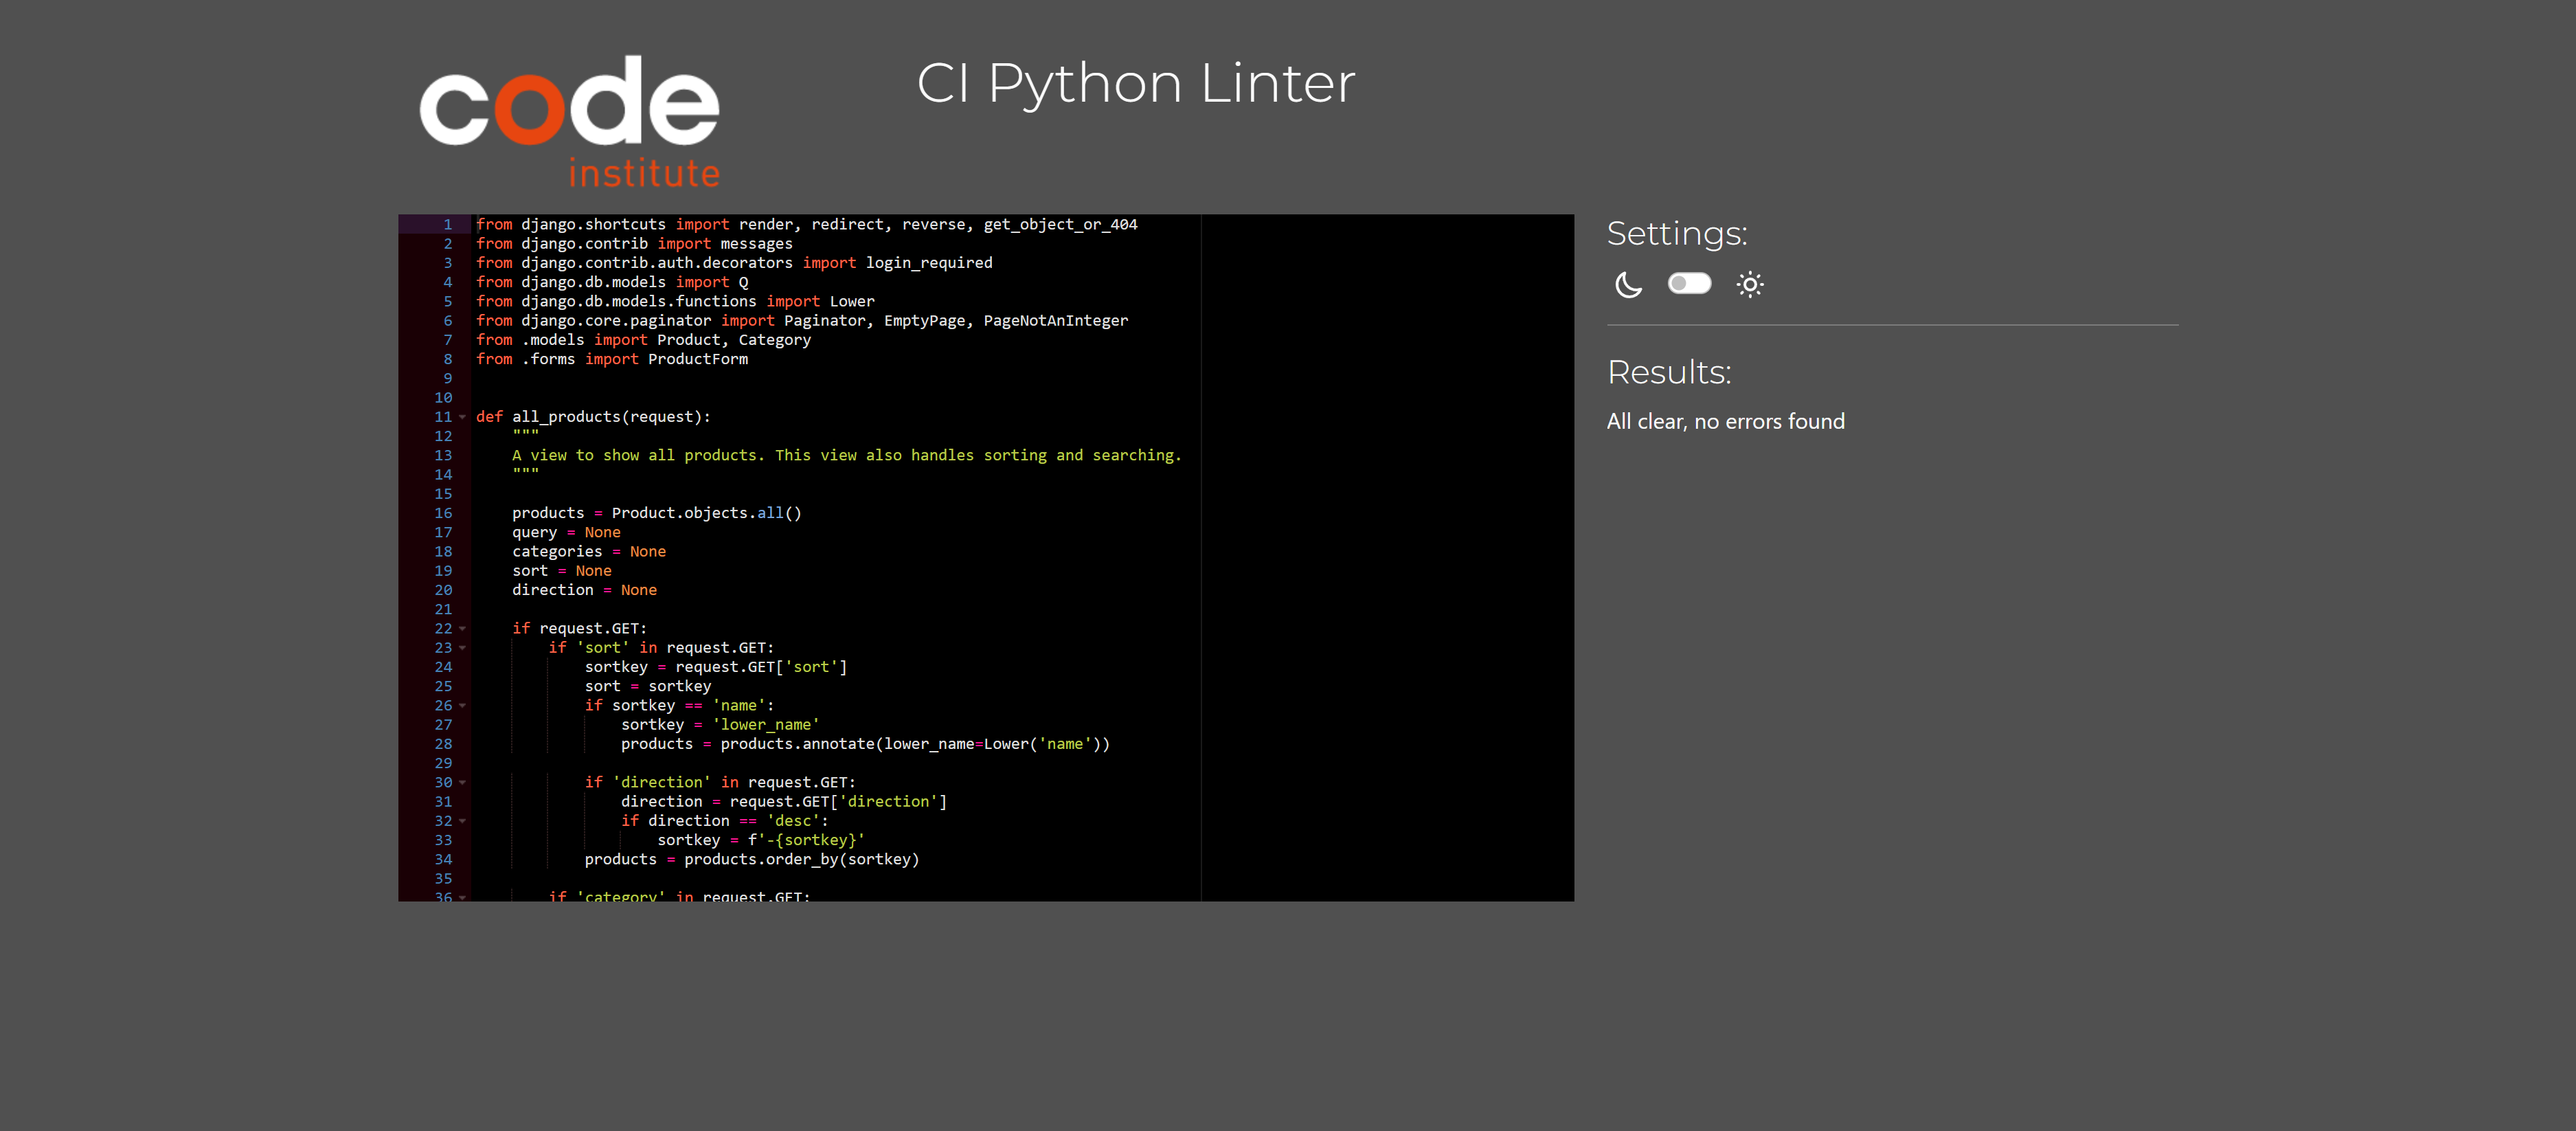 code
institute
CI Python Linter
1 from django.shortcuts import render, redirect, reverse, get_object_or_404
2 from django.contrib import messages
3 from django.contrib.auth.decorators import login_required
4 from django.db.models import Q
5 from django.db.models.functions import Lower
6 from django.core.paginator import Paginator, EmptyPage, PageNotAnInteger
7 from .models import Product, Category
8 from .forms import ProductForm
9
10
11 def all_products(request):
12     """
13     A view to show all products. This view also handles sorting and searching.
14     """
15
16     products = Product.objects.all()
17     query = None
18     categories = None
19     sort = None
20     direction = None
21
22     if request.GET:
23         if 'sort' in request.GET:
24             sortkey = request.GET['sort']
25             sort = sortkey
26             if sortkey == 'name':
27                 sortkey = 'lower_name'
28                 products = products.annotate(lower_name=Lower('name'))
29
30             if 'direction' in request.GET:
31                 direction = request.GET['direction']
32                 if direction == 'desc':
33                     sortkey = f'-{sortkey}'
34             products = products.order_by(sortkey)
35
36         if 'category' in request.GET:
Settings:
Results:
All clear, no errors found